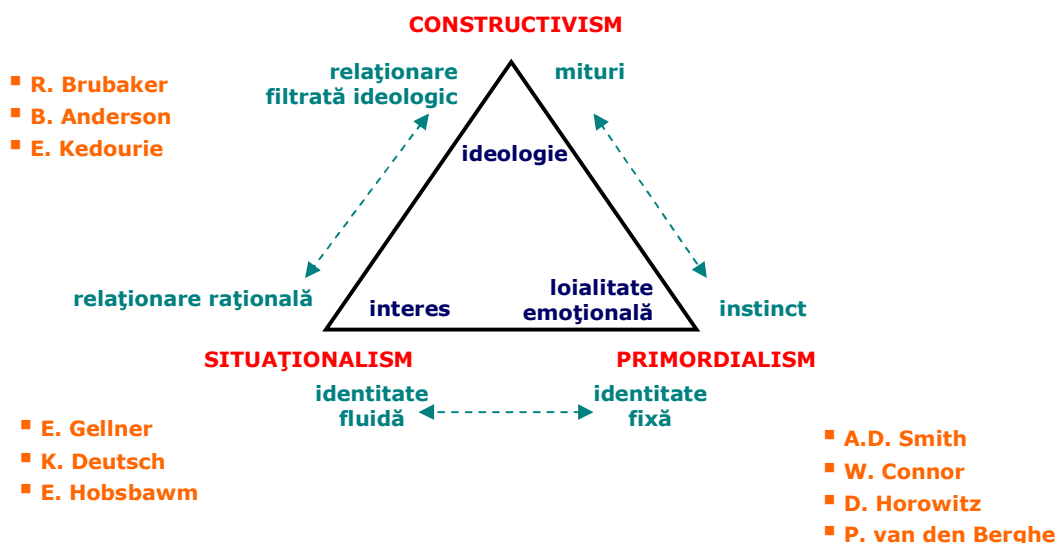 CONSTRUCTIVISM
relaţionare
filtrată ideologic
mituri
▪ R. Brubaker
▪ B. Anderson
▪ E. Kedourie
ideologie
relaţionare raţională
interes
loialitate
emoţională
instinct
SITUAŢIONALISM
PRIMORDIALISM
identitate
fluidă
identitate
fixă
▪ E. Gellner
▪ K. Deutsch
▪ E. Hobsbawm
▪ A.D. Smith
▪ W. Connor
▪ D. Horowitz
▪ P. van den Berghe